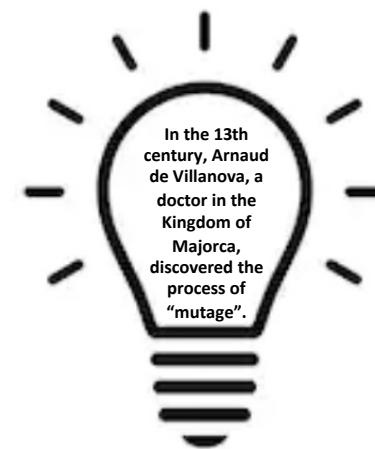 In the 13th
century, Arnaud
de Villanova, a
doctor in the
Kingdom of
Majorca,
discovered the
process of
“mutage”.